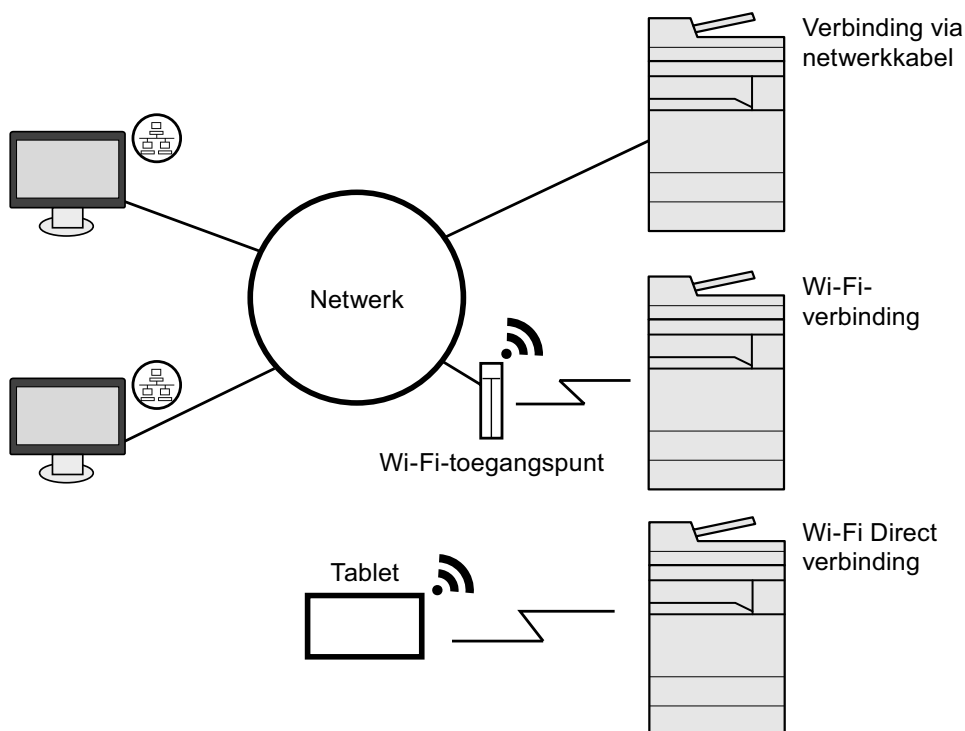 Verbinding via
netwerkkabel
Netwerk
Wi-Fi-
verbinding
Wi-Fi-toegangspunt
Tablet
Wi-Fi Direct
verbinding